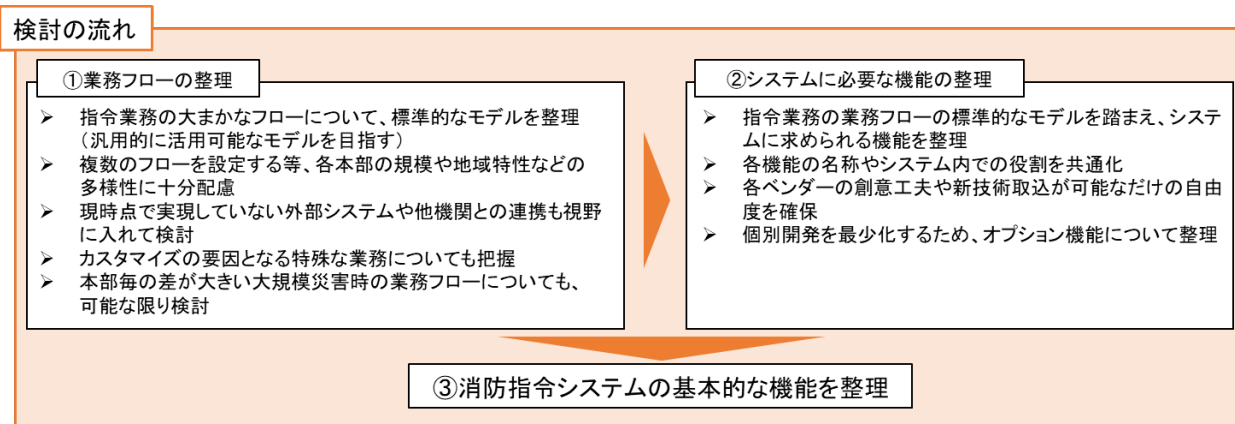 検討の流れ
①業務フローの整理
➢ 指令業務の大まかなフローについて、標準的なモデルを整理
(汎用的に活用可能なモデルを目指す)
➢ 複数のフローを設定する等、各本部の規模や地域特性などの
多様性に十分配慮
➢ 現時点で実現していない外部システムや他機関との連携も視野
に入れて検討
➢ カスタマイズの要因となる特殊な業務についても把握
➢ 本部毎の差が大きい大規模災害時の業務フローについても、
可能な限り検討
②システムに必要な機能の整理
➢ 指令業務の業務フローの標準的なモデルを踏まえ、システ
ムに求められる機能を整理
➢ 各機能の名称やシステム内での役割を共通化
➢ 各ベンダーの創意工夫や新技術取込が可能なだけの自由
度を確保
➢ 個別開発を最少化するため、オプション機能について整理
③消防指令システムの基本的な機能を整理